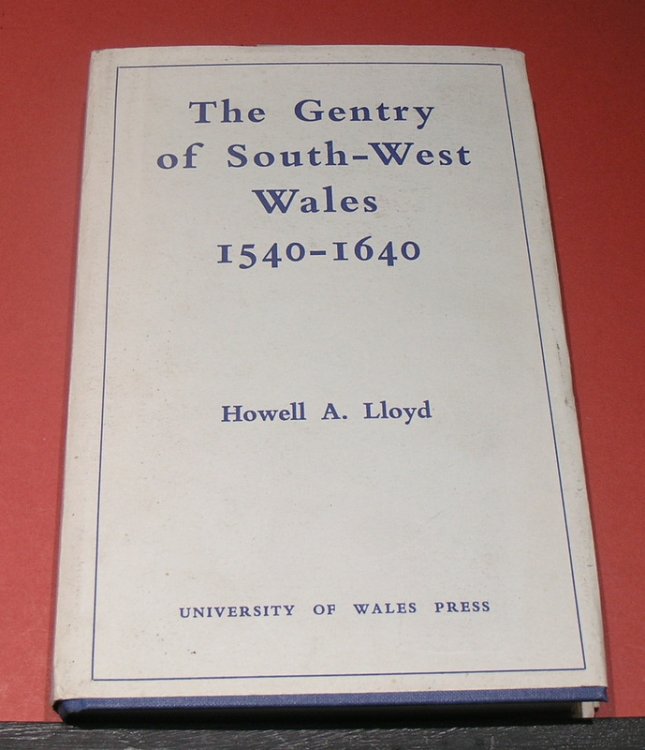 The Gentry
of South-West
Wales
1540-1640
Howell A. Lloyd
UNIVERSITY OF WALES PRESS